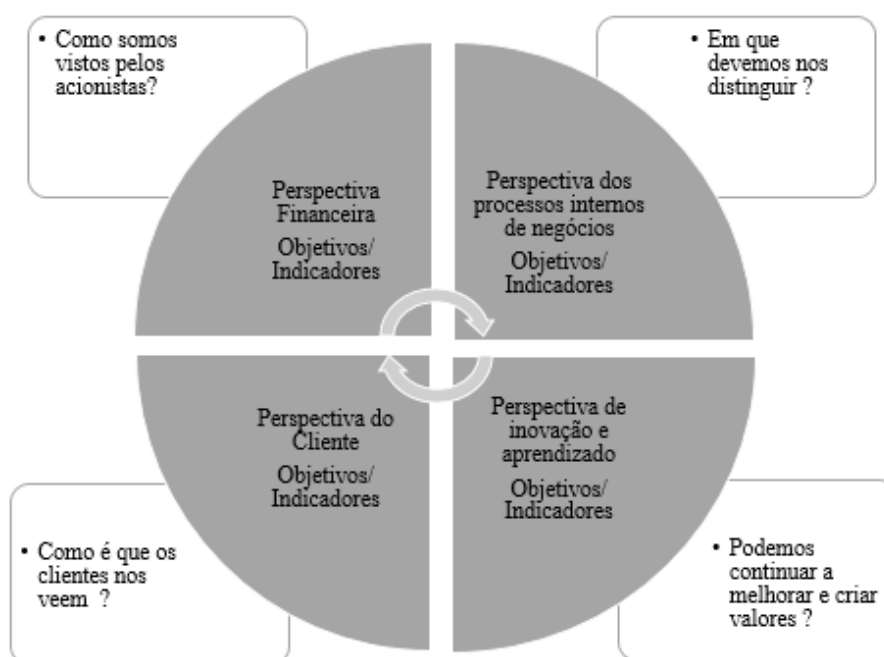 • Como somos
vistos pelos
acionistas?
• Em que
devemos nos
distinguir ?
Perspectiva
Financeira
Objetivos/
Indicadores
Perspectiva dos
processos internos
de negócios
Objetivos/
Indicadores
Perspectiva do
Cliente
Objetivos/
Indicadores
Perspectiva de
inovação e
aprendizado
Objetivos/
Indicadores
• Como é que os
clientes nos
veem ?
• Podemos
continuar a
melhorar e criar
valores ?